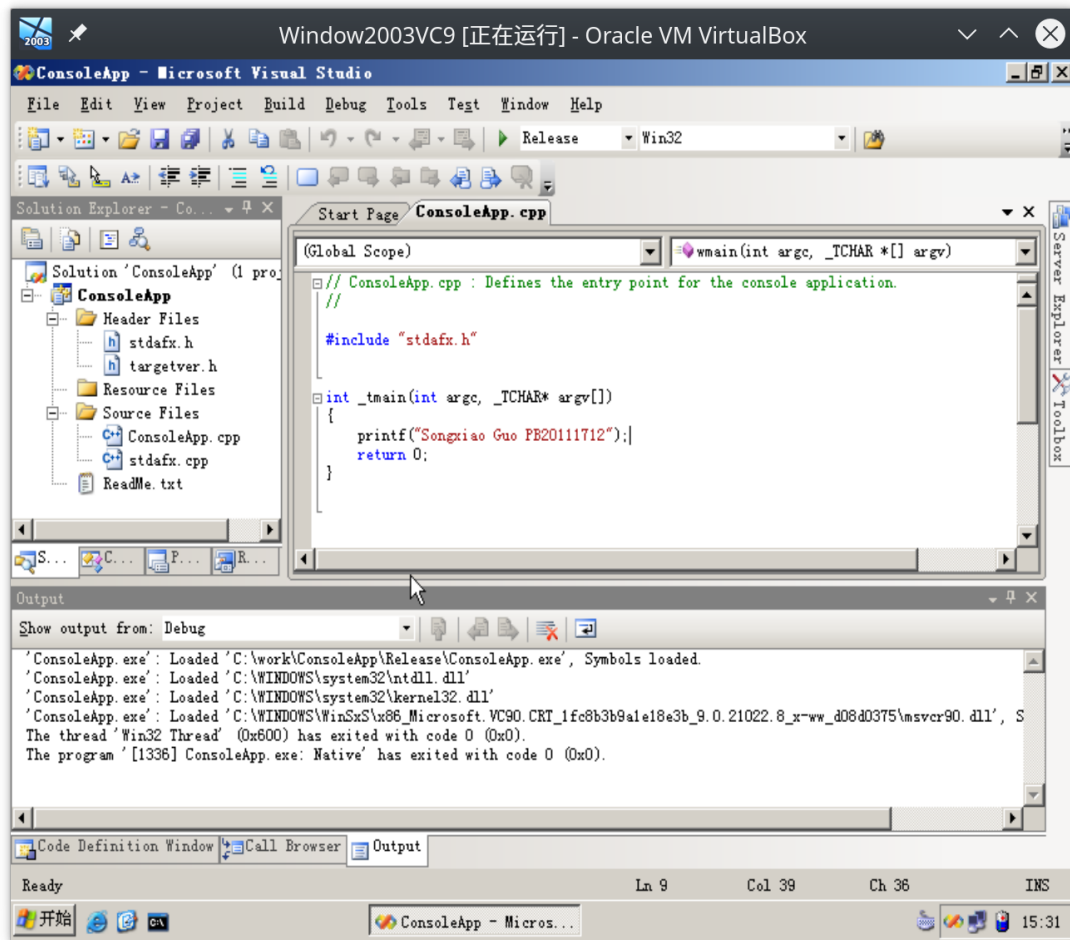 2003
Window2003VC9 [正在运行] - Oracle VM VirtualBox
ConsoleApp - Microsoft Visual Studio
File Edit View Project Build Debug Tools Test Window Help
Release Win32
Solution Explorer - Co...
Start Page ConsoleApp.cpp
(Global Scope) wmain(int argc, _TCHAR *[] argv)
Solution 'ConsoleApp' (1 proj
ConsoleApp
Header Files
stdafx.h
targetver.h
Resource Files
Source Files
ConsoleApp.cpp
stdafx.cpp
ReadMe.txt
S... C... P... R...
// ConsoleApp.cpp : Defines the entry point for the console application.
//
#include "stdafx.h"
int _tmain(int argc, _TCHAR* argv[])
{
printf("Songxiao Guo PB20111712");
return 0;
}
Server Explorer
Toolbox
Output
Show output from: Debug
'ConsoleApp.exe': Loaded 'C:\work\ConsoleApp\Release\ConsoleApp.exe', Symbols loaded.
'ConsoleApp.exe': Loaded 'C:\WINDOWS\system32\ntdll.dll'
'ConsoleApp.exe': Loaded 'C:\WINDOWS\system32\kernel32.dll'
'ConsoleApp.exe': Loaded 'C:\WINDOWS\WinSxS\x86_Microsoft.VC90.CRT_1fc8b3b9a1e18e3b_9.0.21022.8_x-ww_d08d0375\msvcr90.dll', S
The thread 'Win32 Thread' (0x600) has exited with code 0 (0x0).
The program '[1336] ConsoleApp.exe: Native' has exited with code 0 (0x0).
Code Definition Window Call Browser Output
Ready Ln 9 Col 39 Ch 36 INS
开始 ConsoleApp - Micros... 15:31